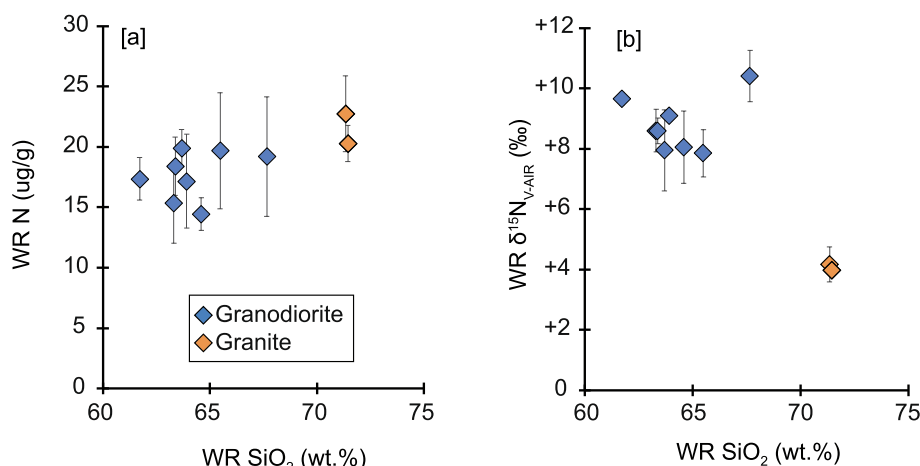 [a]
30
25
20
15
10
5
0
WR N (ug/g)
Granodiorite
Granite
60 65 70 75
WR SiO2 (wt.%)
[b]
+12
+10
+8
+6
+4
+2
0
WR δ¹⁵N V-AIR (‰)
60 65 70 75
WR SiO₂ (wt.%)